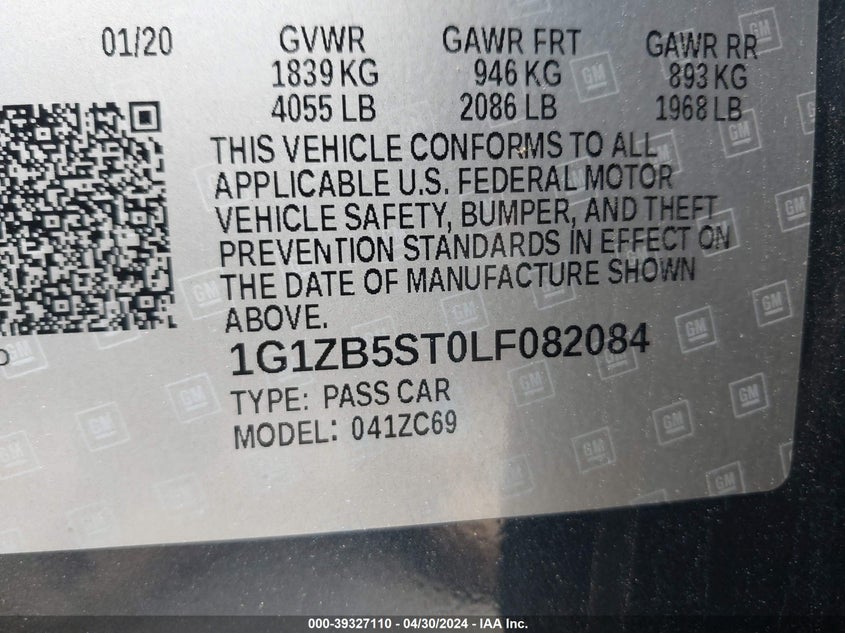 01/20 GVWR GAWR FRT GAWR RR
1839 KG 946 KG 893 KG
4055 LB 2086 LB 1968 LB
THIS VEHICLE CONFORMS TO ALL
APPLICABLE U.S. FEDERAL MOTOR
VEHICLE SAFETY, BUMPER, AND THEFT
PREVENTION STANDARDS IN EFFECT ON
THE DATE OF MANUFACTURE SHOWN
ABOVE.
1G1ZB5ST0LF082084
TYPE: PASS CAR
MODEL: 041ZC69
GM
000-39327110 - 04/30/2024 - IAA Inc.